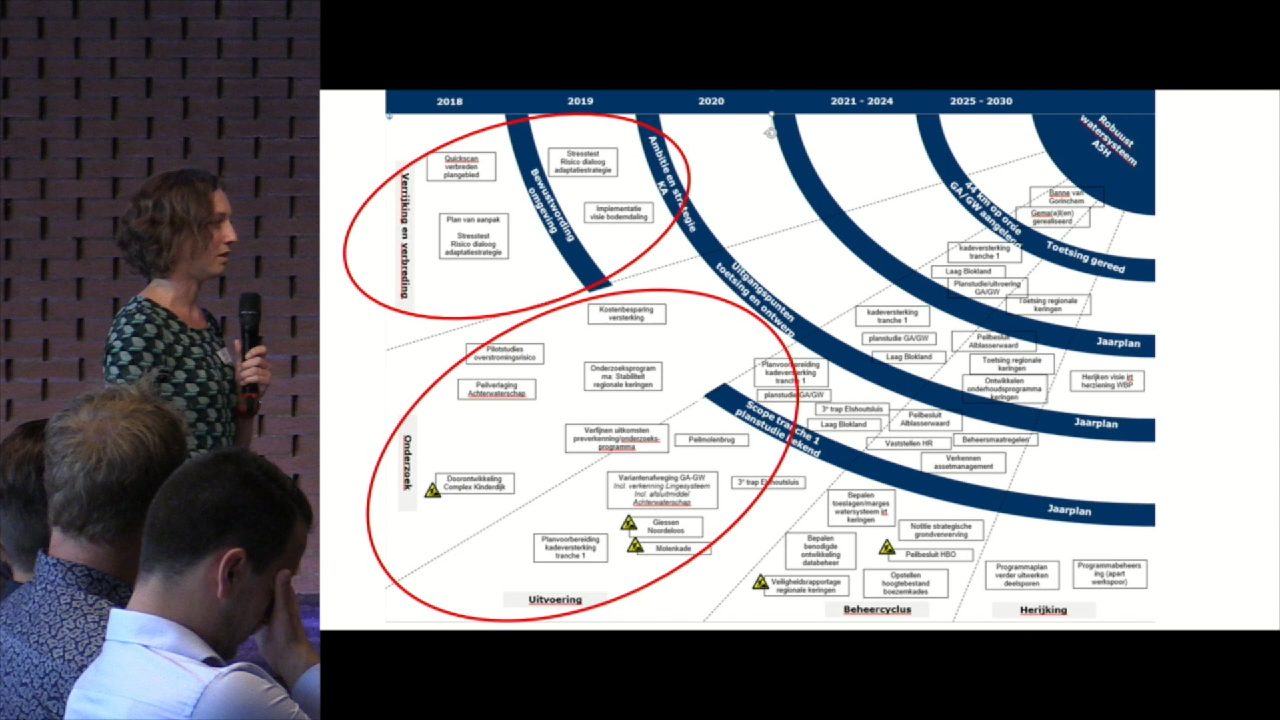 2018
2019
2020
2021 - 2024
2025 - 2030
Robuust
watersysteem
A5H
Verrijking en verbreding
Quickscan
verbreden
plangebied
Plan van aanpak
Stresstest
Risico dialoog
adaptatiestrategie
Bewustwording
omgeving
Stresstest
Risico dialoog
adaptatiestrategie
Implementatie
visie bodemdaling
Ambitie en strategie
KA
Uitgangspunten
toetsing en ontwerp
44 km op orde
GA/GW aangelegd
Toetsing gereed
Banne van
Gorinchem
Gema(a)l(en)
gerealiseerd
kadeversterking
tranche 1
Laag Blokland
Planstudie/uitvoering
GA/GW
Toetsing regionale
keringen
Jaarplan
Onderzoek
Kostenbesparing
versterking
Pilotstudies
overstromingsrisico
Peilverlaging
Achterwaterschap
Onderzoeksprogram
ma: Stabiliteit
regionale keringen
Verfijnen uitkomsten
preverkenning/onderzoeks-
programma
Peilmolenbrug
Doorontwikkeling
Complex Kinderdijk
Variantenafweging GA-GW
Incl. verkenning Lingesysteem
Incl. afsluitmiddel
Achterwaterschap
Giessen
Noordeloos
Molenkade
Planvoorbereiding
kadeversterking
tranche 1
3e trap Elshoutsluis
Uitvoering
Scope tranche 1
planstudie bekend
Planvoorbereiding
kadeversterking
tranche 1
planstudie GA/GW
kadeversterking
tranche 1
planstudie GA/GW
Laag Blokland
3e trap Elshoutsluis
Laag Blokland
Peilbesluit
Alblasserwaard
Toetsing regionale
keringen
Ontwikkelen
onderhoudsprogramma
keringen
Herijken visie irt
herziening WBP
Jaarplan
Peilbesluit
Alblasserwaard
Vaststellen HR
Beheersmaatregelen'
Verkennen
assetmanagement
Jaarplan
Bepalen
toeslagen/marges
watersysteem irt
keringen
Notitie strategische
grondverwerving
Bepalen
benodigde
ontwikkeling
databeheer
Peilbesluit HBO
Veiligheidsrapportage
regionale keringen
Opstellen
hoogtebestand
boezemkades
Beheercyclus
Programmaplan
verder uitwerken
deelsporen
Programmabeheers
ing (apart
werkspoor)
Herijking